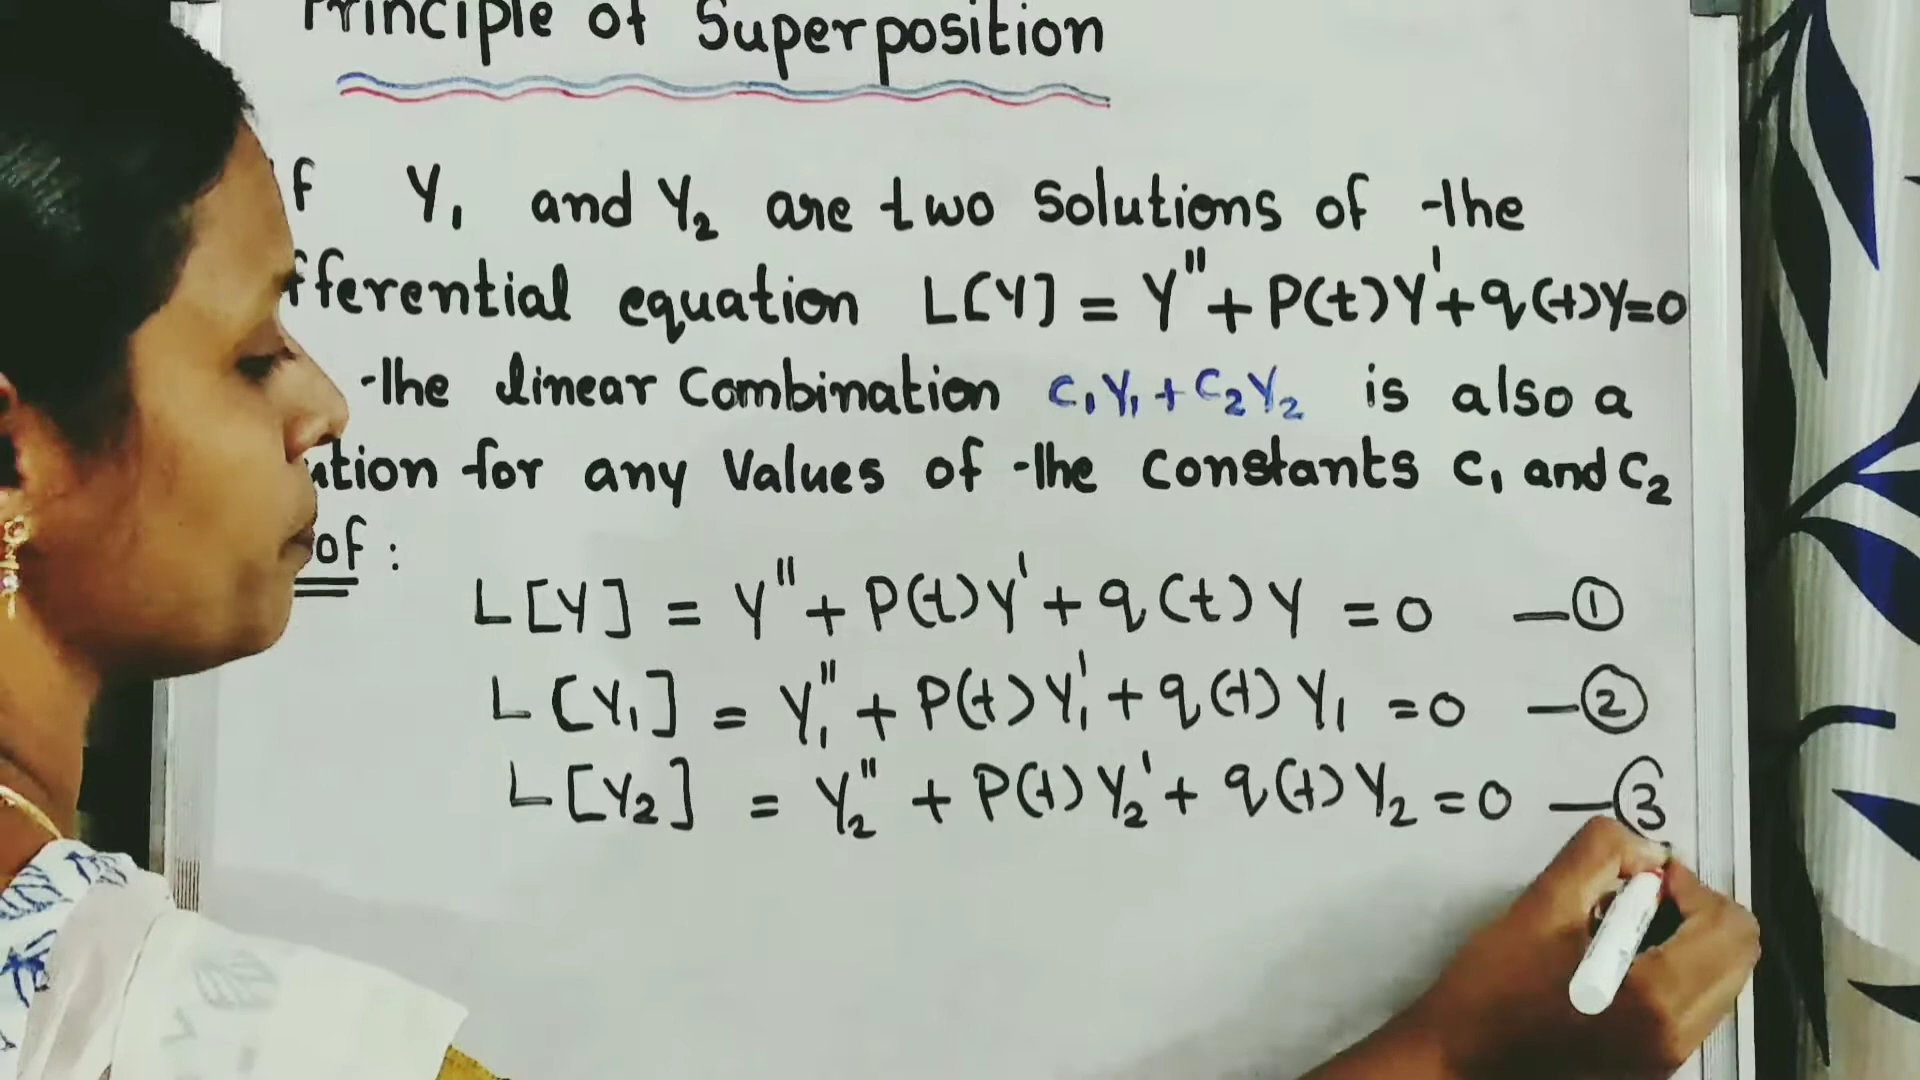 Principle of Superposition
f Y₁ and Y₂ are two Solutions of the
fferential equation L[Y] = Y" + P(t)Y' + q(t)Y=0
the linear Combination C₁Y₁ + C₂Y₂ is also a
ution for any Values of the Constants C₁ and C₂
of :
L[Y] = Y" + P(t)Y' + q(t)Y = 0 —①
L[Y₁] = Y₁" + P(t)Y₁' + q(t)Y₁ = 0 —②
L[Y₂] = Y₂" + P(t)Y₂' + q(t)Y₂ = 0 —③